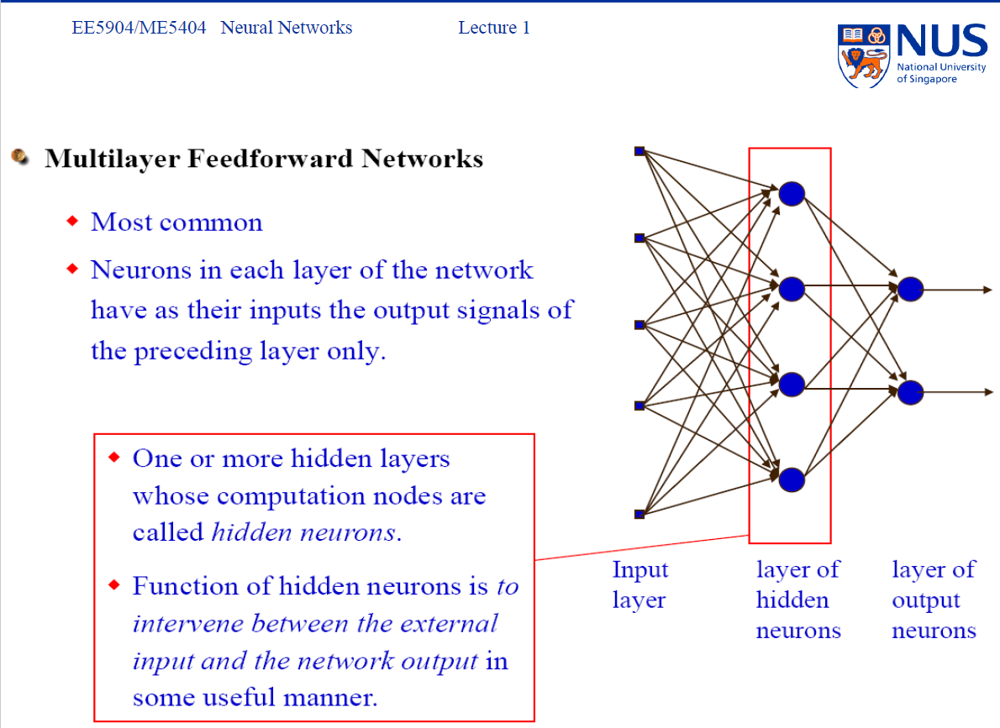 EE5904/ME5404 Neural Networks Lecture 1
NUS
National University
of Singapore
Multilayer Feedforward Networks
Most common
Neurons in each layer of the network
have as their inputs the output signals of
the preceding layer only.
One or more hidden layers
whose computation nodes are
called hidden neurons.
Function of hidden neurons is to
intervene between the external
input and the network output in
some useful manner.
Input
layer
layer of
hidden
neurons
layer of
output
neurons